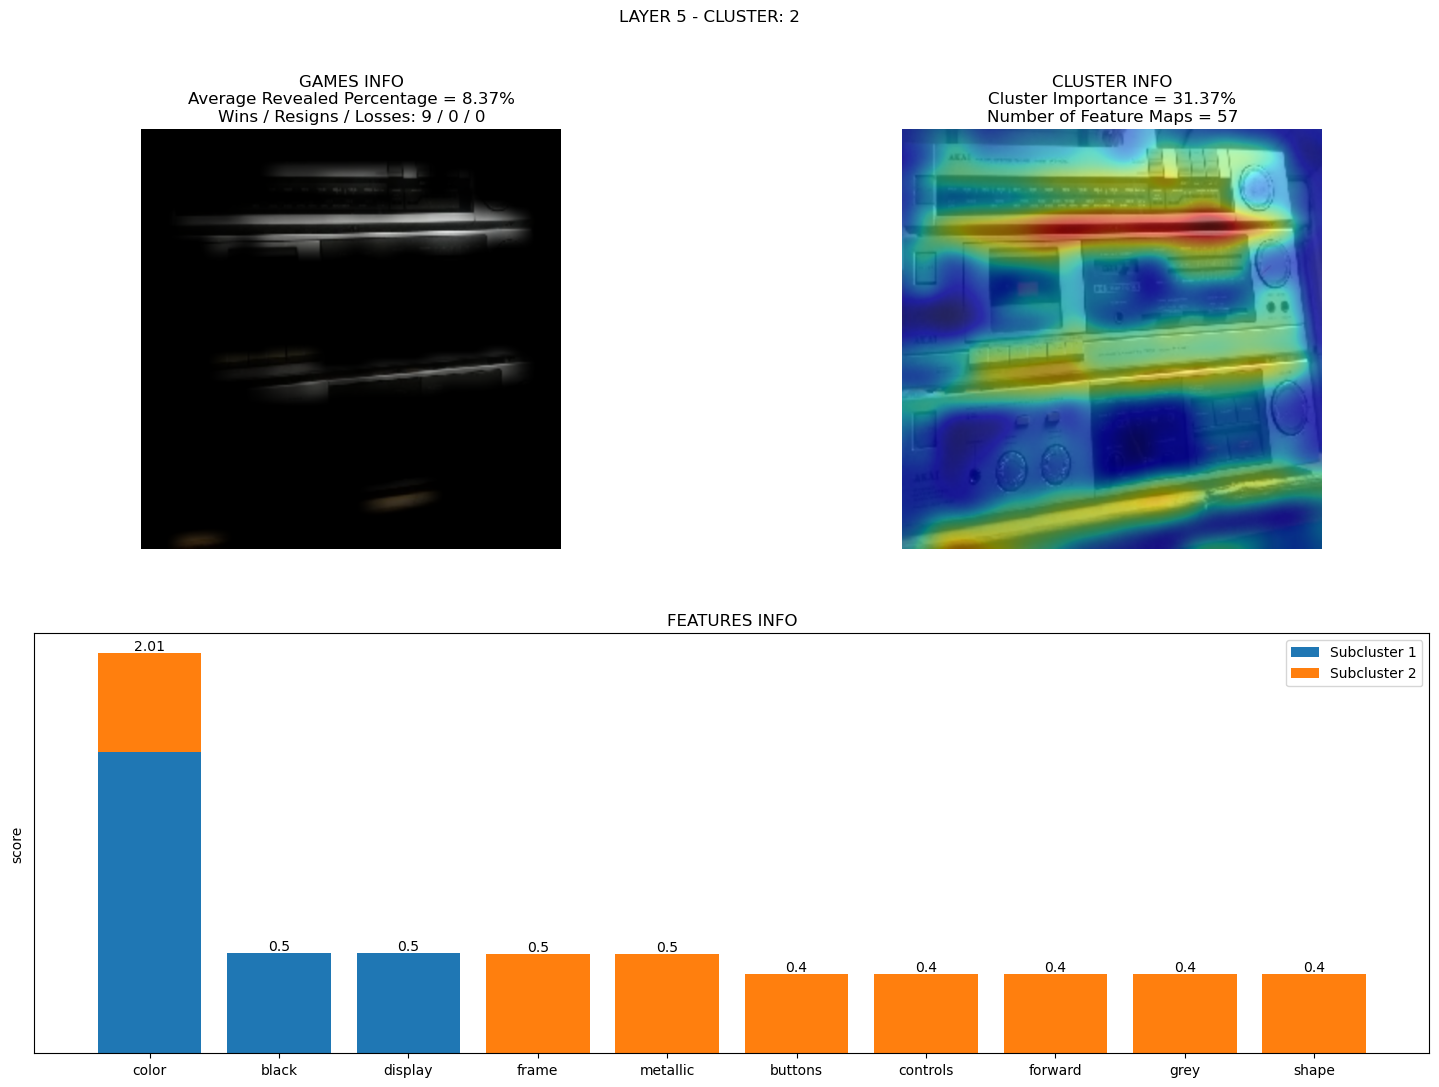 LAYER 5 - CLUSTER: 2
GAMES INFO
Average Revealed Percentage = 8.37%
Wins / Resigns / Losses: 9 / 0 / 0
CLUSTER INFO
Cluster Importance = 31.37%
Number of Feature Maps = 57
AKAI
FEATURES INFO
score
2.01
0.5
0.5
0.5
0.5
0.4
0.4
0.4
0.4
0.4
Subcluster 1
Subcluster 2
color
black
display
frame
metallic
buttons
controls
forward
grey
shape